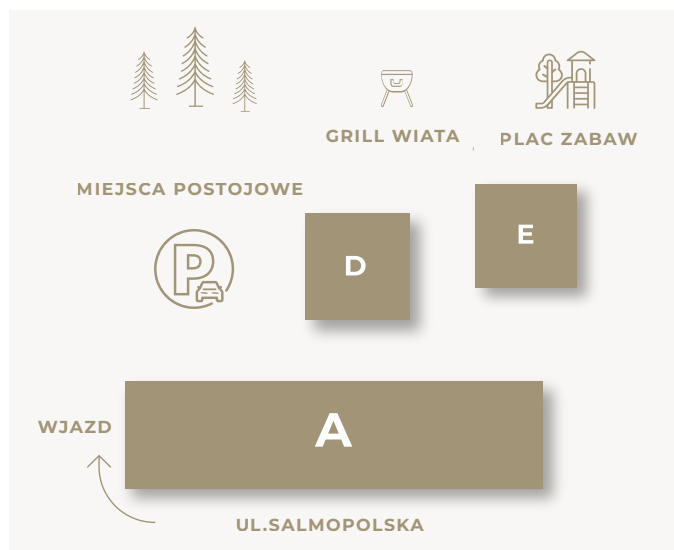 GRILL WIATA
PLAC ZABAW
MIEJSCA POSTOJOWE
P
D
E
A
WJAZD
UL.SALMOPOLSKA